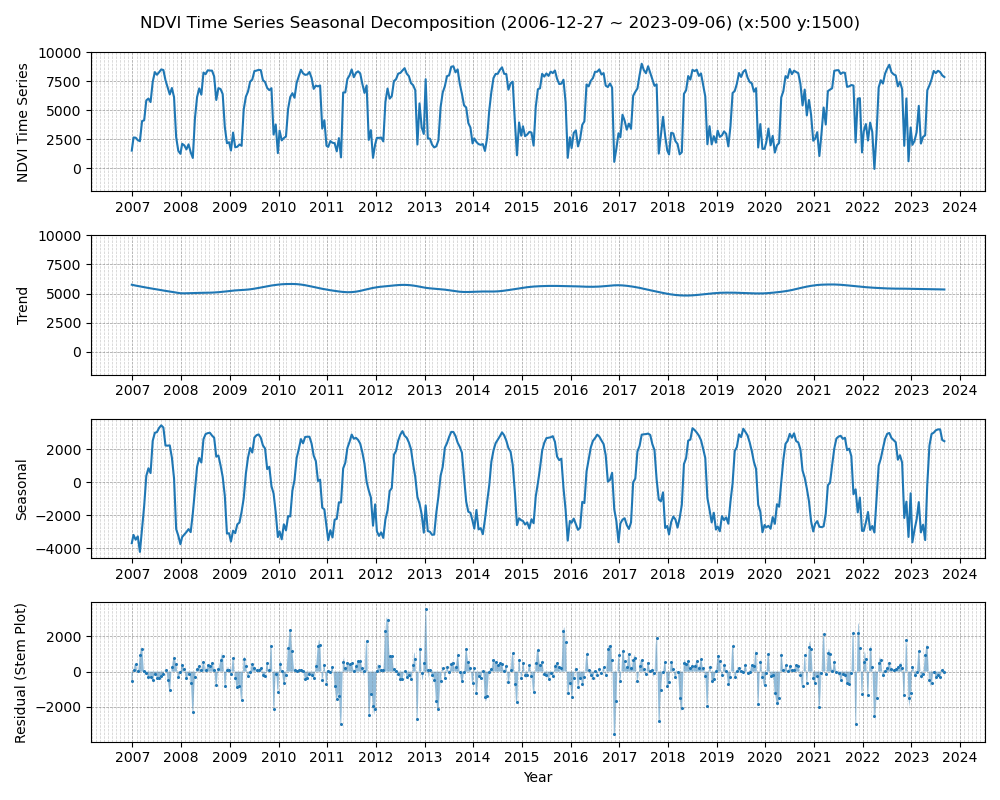 NDVI Time Series Seasonal Decomposition (2006-12-27 ~ 2023-09-06) (x:500 y:1500)
NDVI Time Series
10000
7500
5000
2500
0
2007 2008 2009 2010 2011 2012 2013 2014 2015 2016 2017 2018 2019 2020 2021 2022 2023 2024
Trend
10000
7500
5000
2500
0
2007 2008 2009 2010 2011 2012 2013 2014 2015 2016 2017 2018 2019 2020 2021 2022 2023 2024
Seasonal
2000
0
−2000
−4000
2007 2008 2009 2010 2011 2012 2013 2014 2015 2016 2017 2018 2019 2020 2021 2022 2023 2024
Residual (Stem Plot)
2000
0
−2000
2007 2008 2009 2010 2011 2012 2013 2014 2015 2016 2017 2018 2019 2020 2021 2022 2023 2024
Year